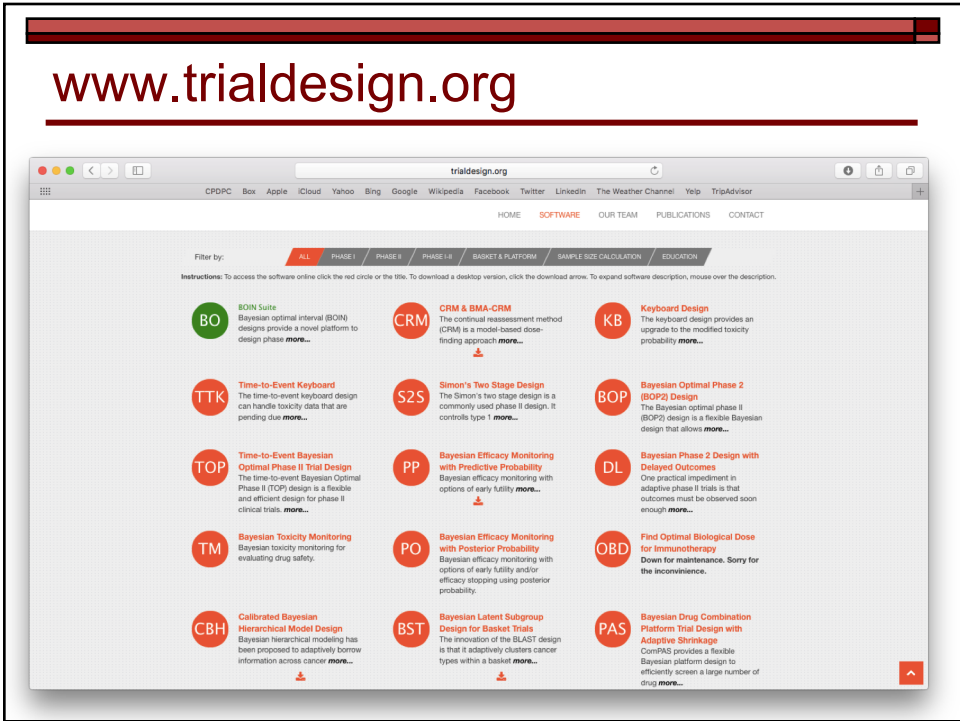 www.trialdesign.org
trialdesign.org
CPDPC Box Apple iCloud Yahoo Bing Google Wikipedia Facebook Twitter LinkedIn The Weather Channel Yelp TripAdvisor
HOME SOFTWARE OUR TEAM PUBLICATIONS CONTACT
Filter by: ALL PHASE I PHASE II PHASE I-II BASKET & PLATFORM SAMPLE SIZE CALCULATION EDUCATION
Instructions: To access the software online click the red circle or the title. To download a desktop version, click the download arrow. To expand software description, mouse over the description.
BO
BOIN Suite
Bayesian optimal interval (BOIN)
designs provide a novel platform to
design phase more...
CRM
CRM & BMA-CRM
The continual reassessment method
(CRM) is a model-based dose-
finding approach more...
KB
Keyboard Design
The keyboard design provides an
upgrade to the modified toxicity
probability more...
TTK
Time-to-Event Keyboard
The time-to-event keyboard design
can handle toxicity data that are
pending due more...
S2S
Simon's Two Stage Design
The Simon's two stage design is a
commonly used phase II design. It
controlls type 1 more...
BOP
Bayesian Optimal Phase 2
(BOP2) Design
The Bayesian optimal phase II
(BOP2) design is a flexible Bayesian
design that allows more...
TOP
Time-to-Event Bayesian
Optimal Phase II Trial Design
The time-to-event Bayesian Optimal
Phase II (TOP) design is a flexible
and efficient design for phase II
clinical trials. more...
PP
Bayesian Efficacy Monitoring
with Predictive Probability
Bayesian efficacy monitoring with
options of early futility more...
DL
Bayesian Phase 2 Design with
Delayed Outcomes
One practical impediment in
adaptive phase II trials is that
outcomes must be observed soon
enough more...
TM
Bayesian Toxicity Monitoring
Bayesian toxicity monitoring for
evaluating drug safety.
PO
Bayesian Efficacy Monitoring
with Posterior Probability
Bayesian efficacy monitoring with
options of early futility and/or
efficacy stopping using posterior
probability.
OBD
Find Optimal Biological Dose
for Immunotherapy
Down for maintenance. Sorry for
the inconvinience.
CBH
Calibrated Bayesian
Hierarchical Model Design
Bayesian hierarchical modeling has
been proposed to adaptively borrow
information across cancer more...
BST
Bayesian Latent Subgroup
Design for Basket Trials
The innovation of the BLAST design
is that it adaptively clusters cancer
types within a basket more...
PAS
Bayesian Drug Combination
Platform Trial Design with
Adaptive Shrinkage
ComPAS provides a flexible
Bayesian platform design to
efficiently screen a large number of
drug more...